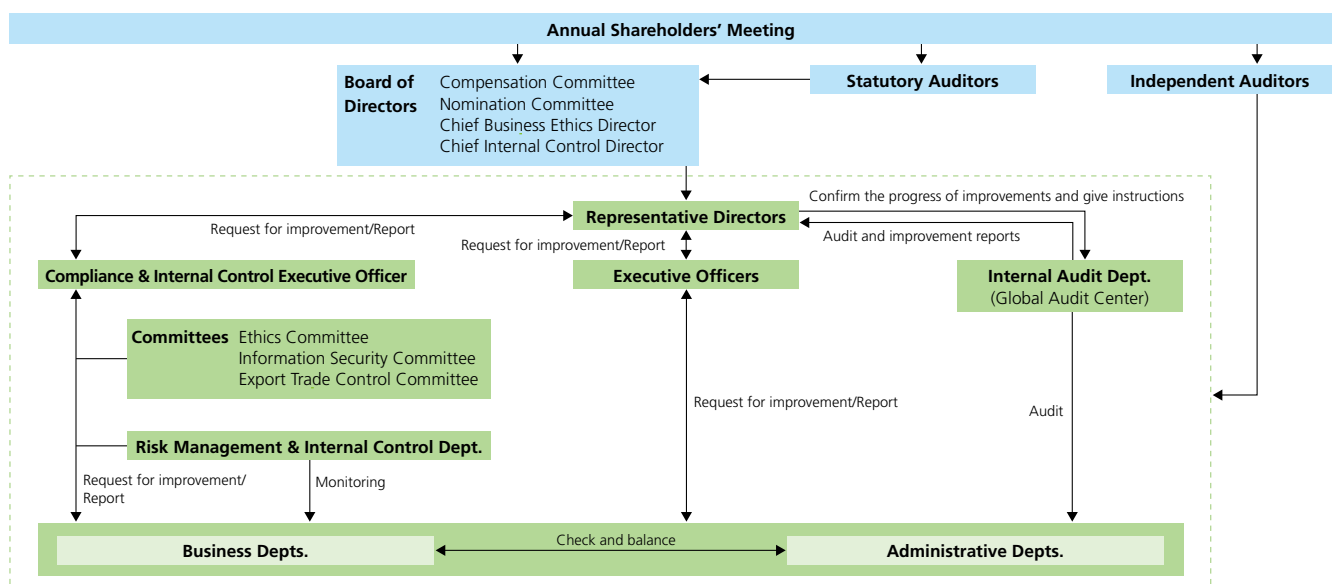 Annual Shareholders' Meeting
Board of Directors
Compensation Committee
Nomination Committee
Chief Business Ethics Director
Chief Internal Control Director
Statutory Auditors
Independent Auditors
Representative Directors
Confirm the progress of improvements and give instructions
Audit and improvement reports
Request for improvement/Report
Request for improvement/Report
Compliance & Internal Control Executive Officer
Executive Officers
Internal Audit Dept.
(Global Audit Center)
Committees
Ethics Committee
Information Security Committee
Export Trade Control Committee
Request for improvement/Report
Audit
Risk Management & Internal Control Dept.
Request for improvement/
Report
Monitoring
Business Depts.
Check and balance
Administrative Depts.